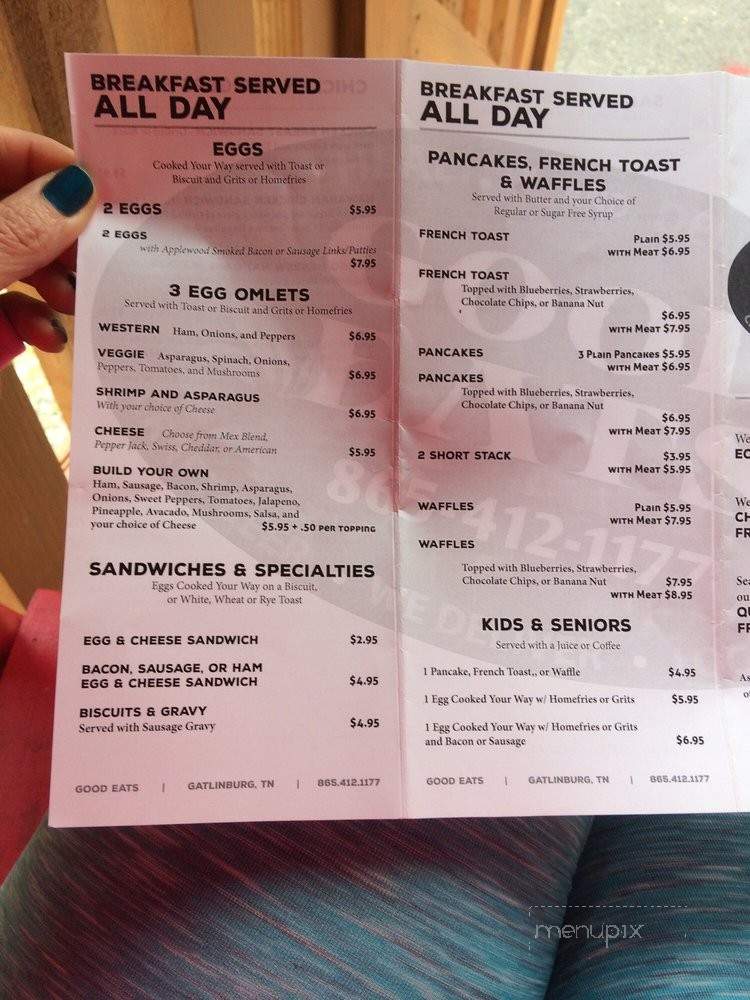 BREAKFAST SERVED
ALL DAY
EGGS
Cooked Your Way served with Toast or
Biscuit and Grits or Homefries
2 EGGS $5.95
2 EGGS
with Applewood Smoked Bacon or Sausage Links/Patties
$7.95
3 EGG OMLETS
Served with Toast or Biscuit and Grits or Homefries
WESTERN Ham, Onions, and Peppers $6.95
VEGGIE Asparagus, Spinach, Onions,
Peppers, Tomatoes, and Mushrooms $6.95
SHRIMP AND ASPARAGUS
With your choice of Cheese $6.95
CHEESE Choose from Mex Blend,
Pepper Jack, Swiss, Cheddar, or American $5.95
BUILD YOUR OWN
Ham, Sausage, Bacon, Shrimp, Asparagus,
Onions, Sweet Peppers, Tomatoes, Jalapeno,
Pineapple, Avacado, Mushrooms, Salsa, and
your choice of Cheese $5.95 + .50 PER TOPPING
SANDWICHES & SPECIALTIES
Eggs Cooked Your Way on a Biscuit,
or White, Wheat or Rye Toast
EGG & CHEESE SANDWICH $2.95
BACON, SAUSAGE, OR HAM
EGG & CHEESE SANDWICH $4.95
BISCUITS & GRAVY
Served with Sausage Gravy $4.95
GOOD EATS | GATLINBURG, TN | 865.412.1177
BREAKFAST SERVED
ALL DAY
PANCAKES, FRENCH TOAST
& WAFFLES
Served with Butter and your Choice of
Regular or Sugar Free Syrup
FRENCH TOAST PLAIN $5.95
WITH MEAT $6.95
FRENCH TOAST
Topped with Blueberries, Strawberries,
Chocolate Chips, or Banana Nut
$6.95
WITH MEAT $7.95
PANCAKES 3 PLAIN PANCAKES $5.95
WITH MEAT $6.95
PANCAKES
Topped with Blueberries, Strawberries,
Chocolate Chips, or Banana Nut
$6.95
WITH MEAT $7.95
2 SHORT STACK $3.95
WITH MEAT $5.95
WAFFLES PLAIN $5.95
WITH MEAT $7.95
WAFFLES
Topped with Blueberries, Strawberries,
Chocolate Chips, or Banana Nut $7.95
WITH MEAT $8.95
KIDS & SENIORS
Served with a Juice or Coffee
1 Pancake, French Toast,, or Waffle $4.95
1 Egg Cooked Your Way w/ Homefries or Grits $5.95
1 Egg Cooked Your Way w/ Homefries or Grits
and Bacon or Sausage $6.95
GOOD EATS | GATLINBURG, TN | 865.412.1177
GOOD
EATS
865-412-1177
WE DE
We
We
menupix